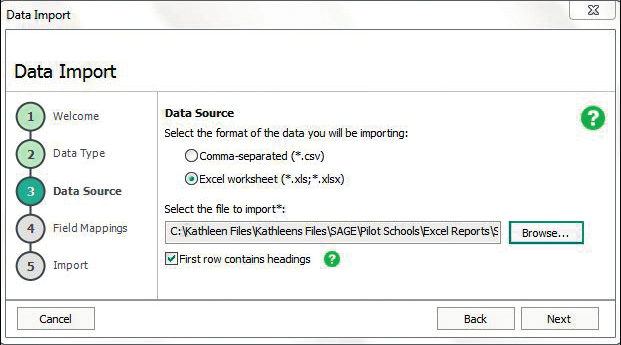 Data Import
Data Import
1 Welcome
2 Data Type
3 Data Source
4 Field Mappings
5 Import
Data Source
?
Select the format of the data you will be importing:
Comma-separated (*.csv)
Excel worksheet (*.xls;*.xlsx)
Select the file to import*:
C:\Kathleen Files\Kathleens Files\SAGE\Pilot Schools\Excel Reports\S Browse...
First row contains headings ?
Cancel Back Next